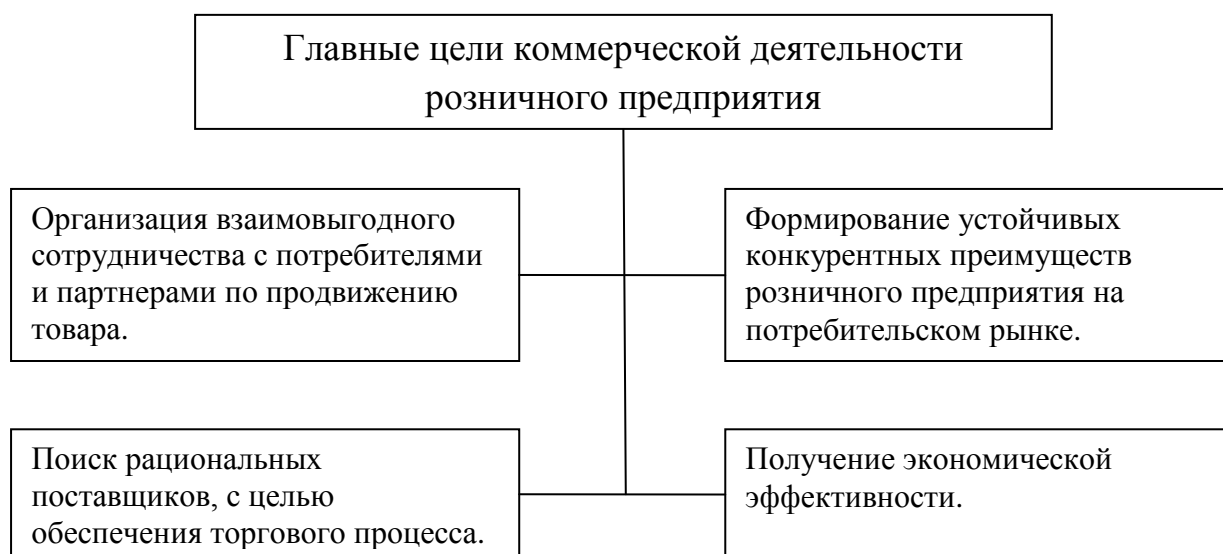 Главные цели коммерческой деятельности
розничного предприятия
Организация взаимовыгодного
сотрудничества с потребителями
и партнерами по продвижению
товара.
Формирование устойчивых
конкурентных преимуществ
розничного предприятия на
потребительском рынке.
Поиск рациональных
поставщиков, с целью
обеспечения торгового процесса.
Получение экономической
эффективности.